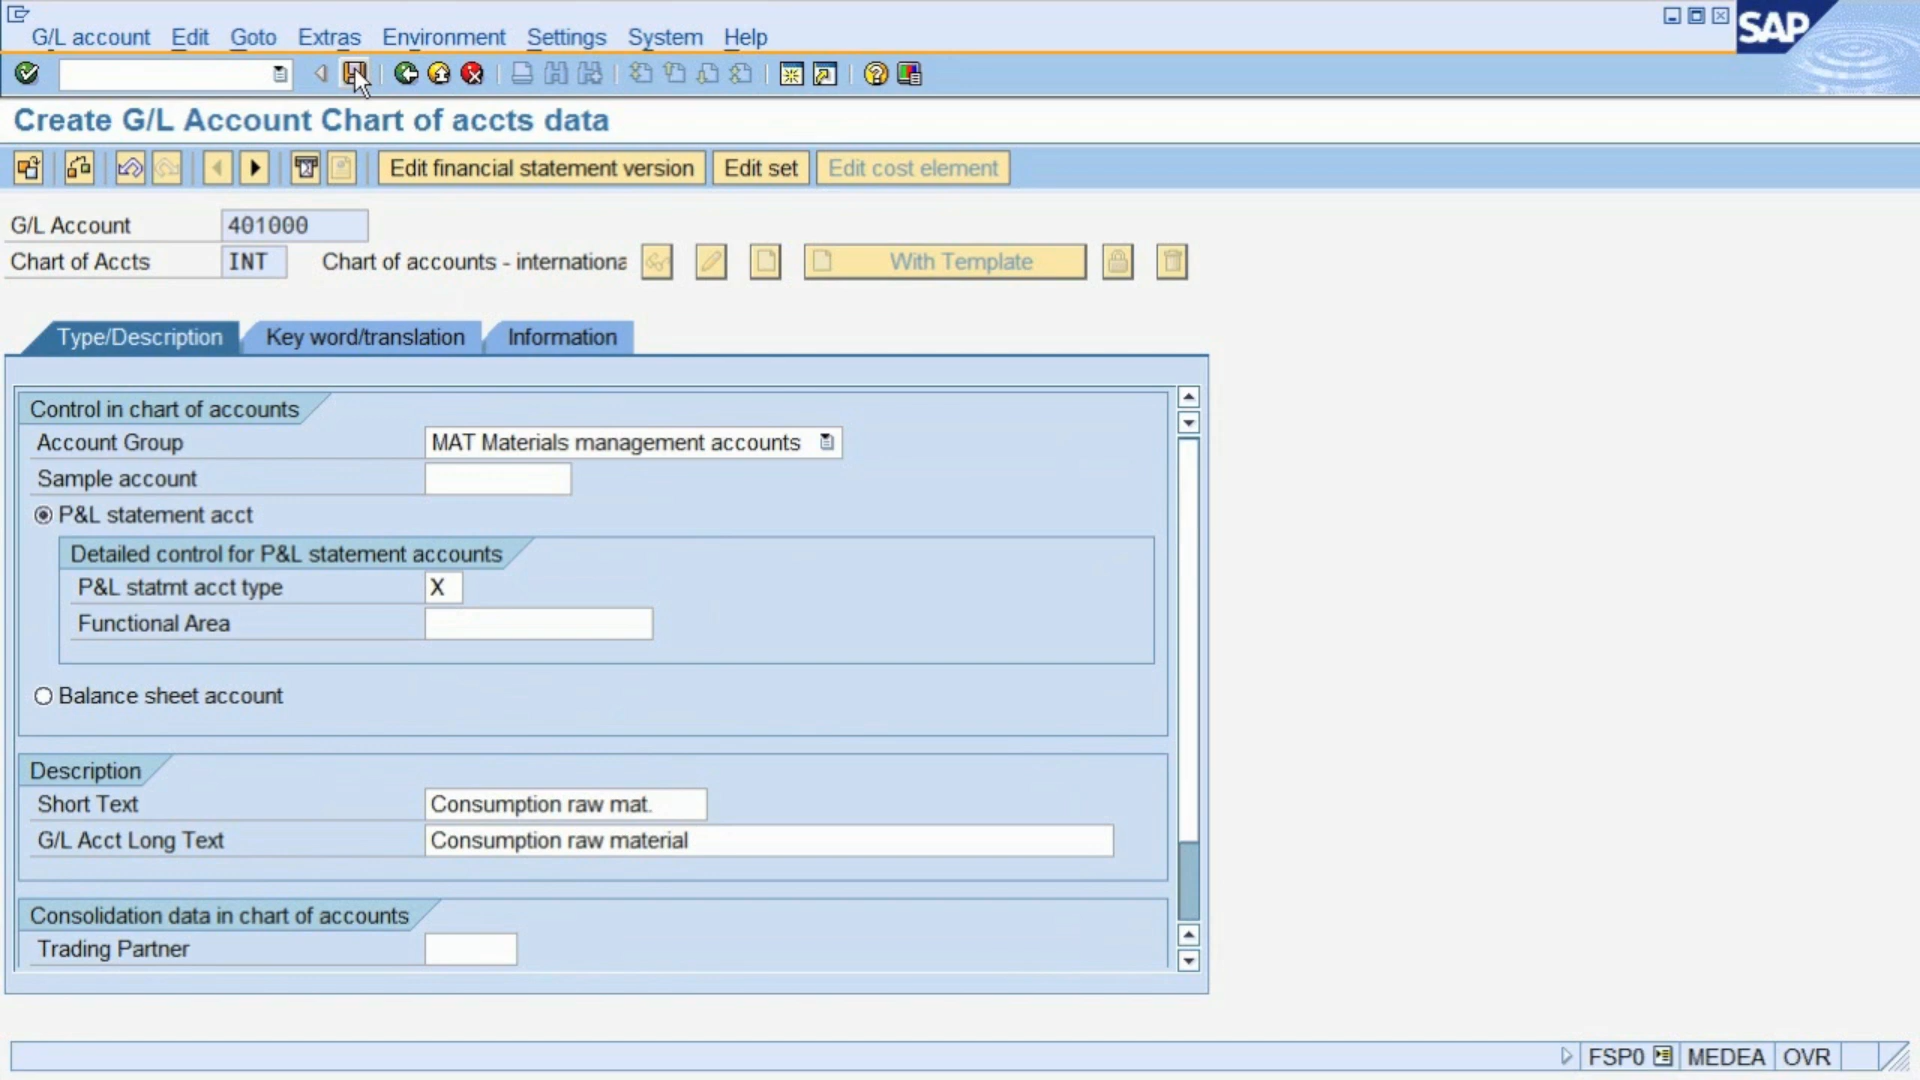 G/L account Edit Goto Extras Environment Settings System Help
SAP
Create G/L Account Chart of accts data
Edit financial statement version Edit set Edit cost element
G/L Account 401000
Chart of Accts INT Chart of accounts - internationa With Template
Type/Description Key word/translation Information
Control in chart of accounts
Account Group MAT Materials management accounts
Sample account
P&L statement acct
Detailed control for P&L statement accounts
P&L statmt acct type X
Functional Area
Balance sheet account
Description
Short Text Consumption raw mat.
G/L Acct Long Text Consumption raw material
Consolidation data in chart of accounts
Trading Partner
FSP0 MEDEA OVR